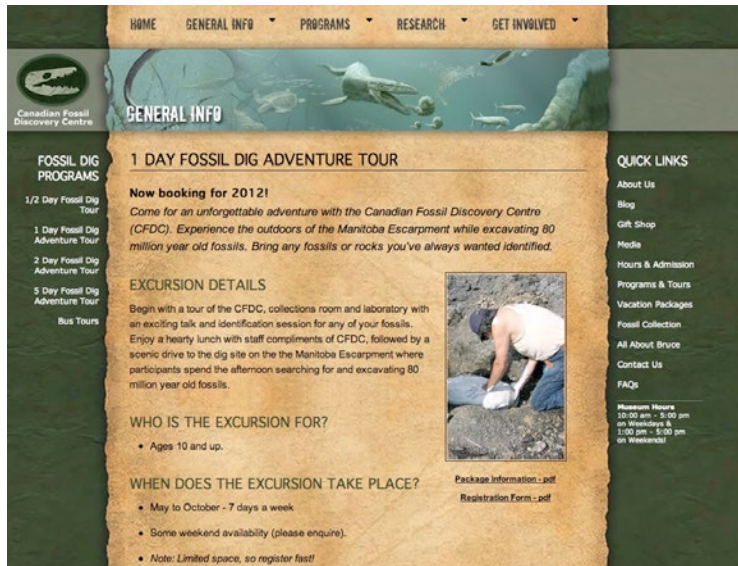 HOME GENERAL INFO PROGRAMS RESEARCH GET INVOLVED
Canadian Fossil
Discovery Centre
GENERAL INFO
FOSSIL DIG
PROGRAMS
1/2 Day Fossil Dig
Tour
1 Day Fossil Dig
Adventure Tour
2 Day Fossil Dig
Adventure Tour
5 Day Fossil Dig
Adventure Tour
Bus Tours
1 DAY FOSSIL DIG ADVENTURE TOUR
Now booking for 2012!
Come for an unforgettable adventure with the Canadian Fossil Discovery Centre
(CFDC). Experience the outdoors of the Manitoba Escarpment while excavating 80
million year old fossils. Bring any fossils or rocks you've always wanted identified.
EXCURSION DETAILS
Begin with a tour of the CFDC, collections room and laboratory with
an exciting talk and identification session for any of your fossils.
Enjoy a hearty lunch with staff compliments of CFDC, followed by a
scenic drive to the dig site on the the Manitoba Escarpment where
participants spend the afternoon searching for and excavating 80
million year old fossils.
WHO IS THE EXCURSION FOR?
• Ages 10 and up.
WHEN DOES THE EXCURSION TAKE PLACE?
• May to October - 7 days a week
• Some weekend availability (please enquire).
• Note: Limited space, so register fast!
Package Information - pdf
Registration Form - pdf
QUICK LINKS
About Us
Blog
Gift Shop
Media
Hours & Admission
Programs & Tours
Vacation Packages
Fossil Collection
All About Bruce
Contact Us
FAQs
Museum Hours
10:00 am - 5:00 pm
on Weekdays &
1:00 pm - 5:00 pm
on Weekends!